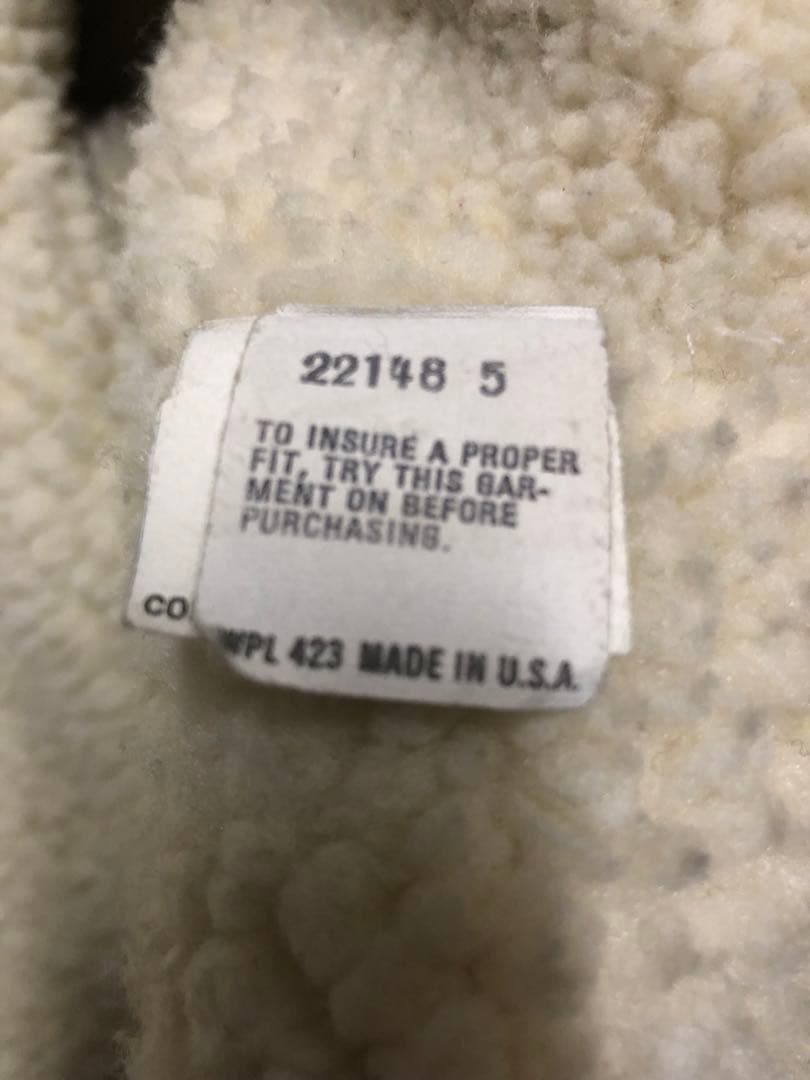 22148 5
TO INSURE A PROPER
FIT, TRY THIS GAR-
MENT ON BEFORE
PURCHASING.
CO
WPL 423 MADE IN U.S.A.